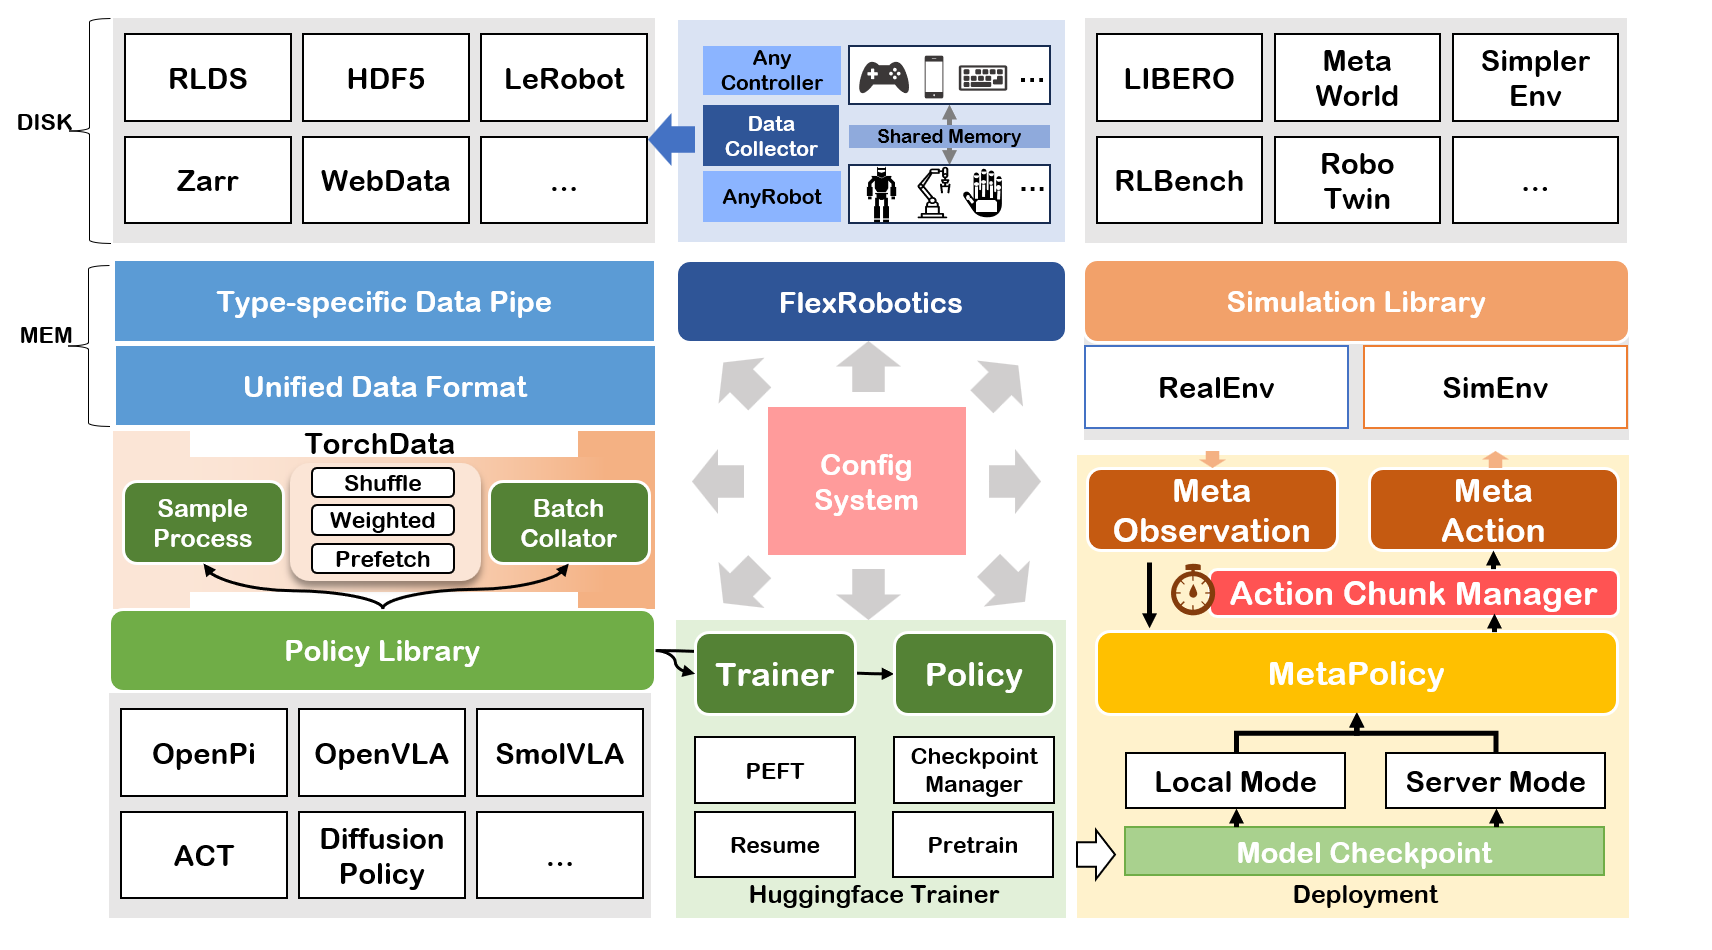 DISK
RLDS
HDF5
LeRobot
Zarr
WebData
...
Any
Controller
...
Data
Collector
Shared Memory
AnyRobot
...
LIBERO
Meta
World
Simpler
Env
RLBench
Robo
Twin
...
MEM
Type-specific Data Pipe
Unified Data Format
FlexRobotics
Simulation Library
RealEnv
SimEnv
TorchData
Sample
Process
Shuffle
Weighted
Prefetch
Batch
Collator
Config
System
Meta
Observation
Meta
Action
Action Chunk Manager
Policy Library
OpenPi
OpenVLA
SmolVLA
ACT
Diffusion
Policy
...
Trainer
Policy
PEFT
Checkpoint
Manager
Resume
Pretrain
Huggingface Trainer
MetaPolicy
Local Mode
Server Mode
Model Checkpoint
Deployment